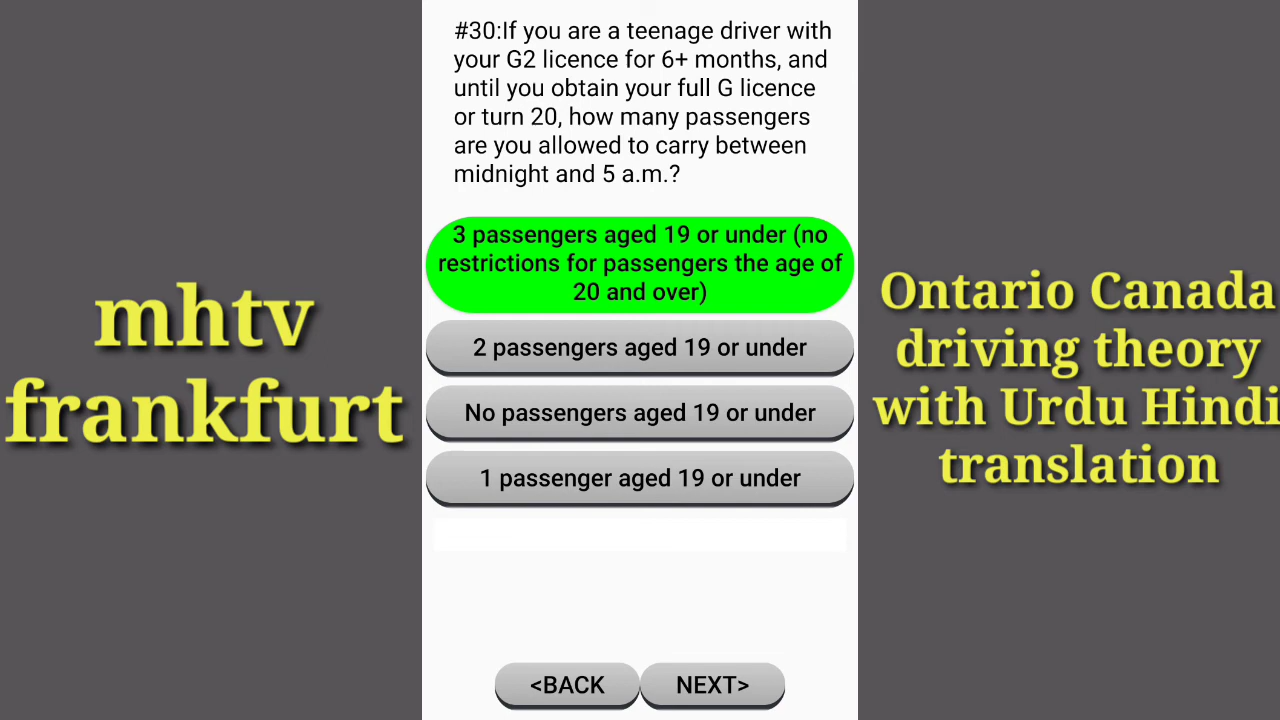 #30:If you are a teenage driver with
your G2 licence for 6+ months, and
until you obtain your full G licence
or turn 20, how many passengers
are you allowed to carry between
midnight and 5 a.m.?
3 passengers aged 19 or under (no
restrictions for passengers the age of
20 and over)
2 passengers aged 19 or under
No passengers aged 19 or under
1 passenger aged 19 or under
<BACK
NEXT>
mhtv
frankfurt
Ontario Canada
driving theory
with Urdu Hindi
translation